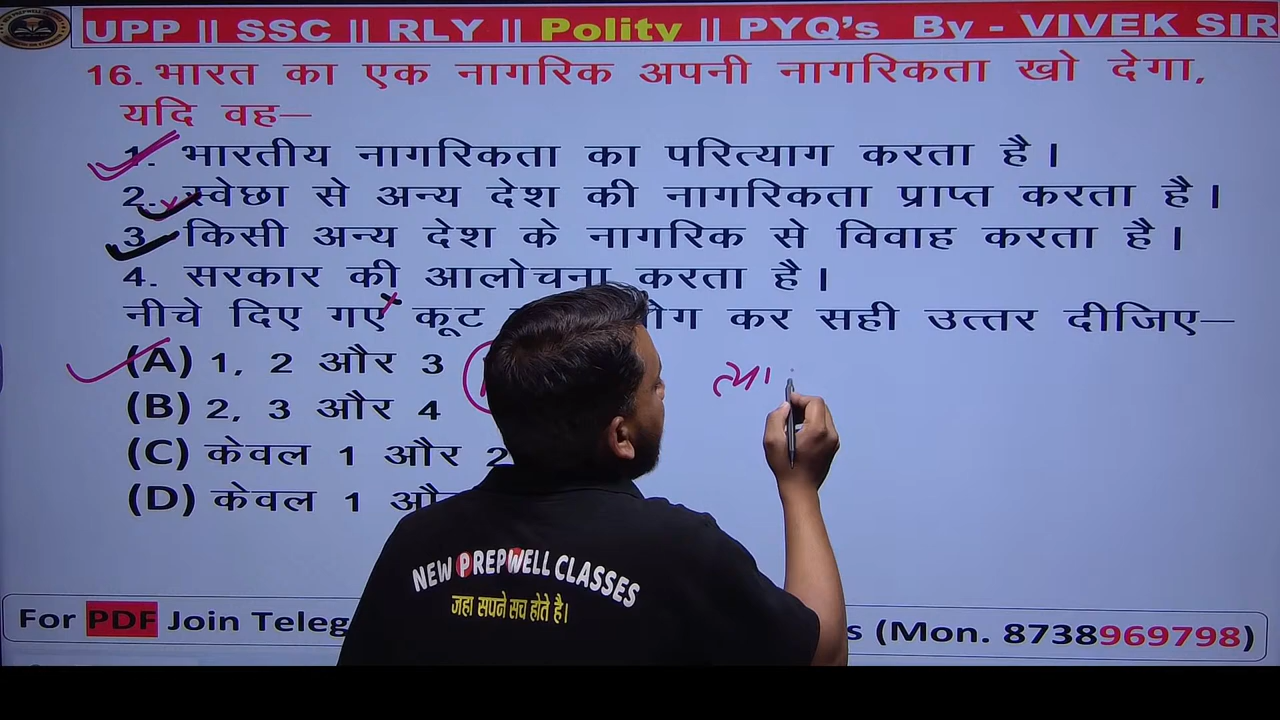 UPP || SSC || RLY || Polity || PYQ’s By - VIVEK SIR
16. भारत का एक नागरिक अपनी नागरिकता खो देगा,
यदि वह—
1. भारतीय नागरिकता का परित्याग करता है।
2. स्वेछा से अन्य देश की नागरिकता प्राप्त करता है।
3. किसी अन्य देश के नागरिक से विवाह करता है।
4. सरकार की आलोचना करता है।
नीचे दिए गए कूट कर सही उत्तर दीजिए—
(A) 1, 2 और 3
(B) 2, 3 और 4
(C) केवल 1 और 2
(D) केवल 1
त्या
NEW PREPWELL CLASSES
जहा सपने सच होते है।
For PDF Join (Mon. 8738969798)